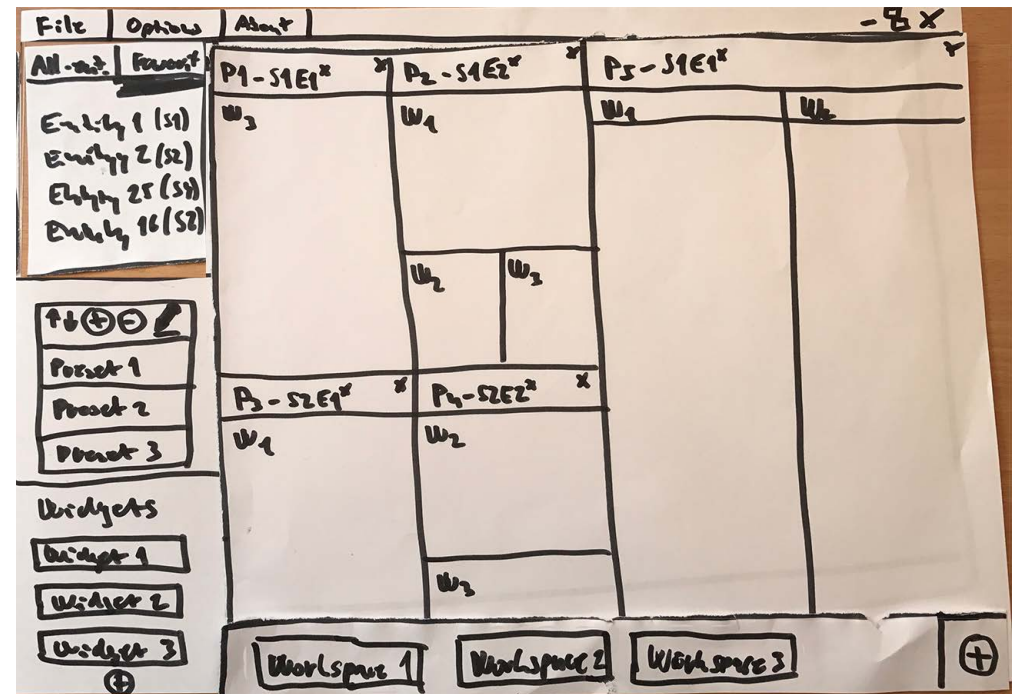 File Options About - 8 x
All ent. Favorit
Entity 1 (S1)
Entity 2 (S2)
Entity 25 (S3)
Entity 16 (S2)
↑↓ + -
Preset 1
Preset 2
Preset 3
Widgets
Widget 1
Widget 2
Widget 3
+
P1 - S1E1* x
W3
P2 - S1E2* x
W1
W2 W3
P5 - S1E1* x
W1
P3 - S2E1* x
W1
P4 - S2E2* x
W2
W3
Workspace 1 Workspace 2 Workspace 3 +